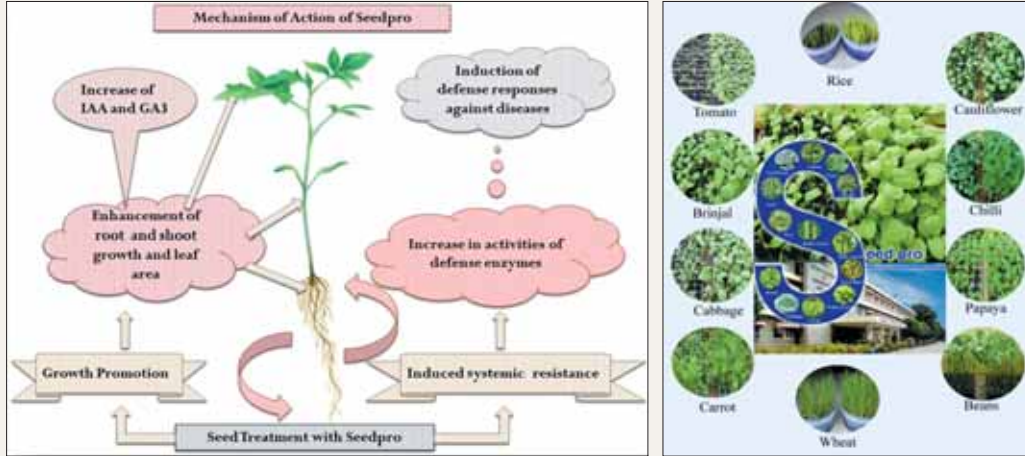 Mechanism of Action of Seedpro
Increase of
IAA and GA3
Induction of
defense responses
against diseases
Enhancement of
root and shoot
growth and leaf
area
Increase in activities of
defense enzymes
Growth Promotion
Induced systemic resistance
Seed Treatment with Seedpro
Rice
Tomato
Cauliflower
Brinjal
Chilli
Seed Pro
Cabbage
Papaya
Carrot
Beans
Wheat